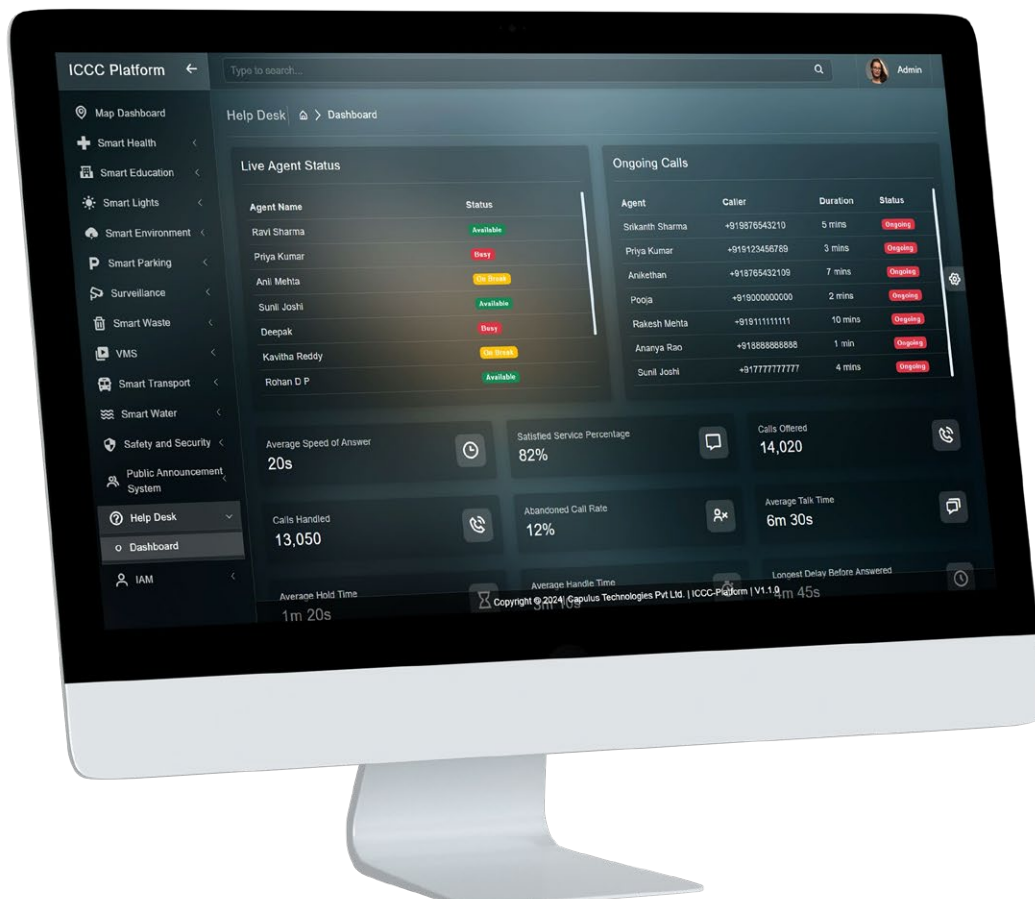 ICCC Platform
Type to search...
Admin
Map Dashboard
Smart Health
Smart Education
Smart Lights
Smart Environment
Smart Parking
Surveillance
Smart Waste
VMS
Smart Transport
Smart Water
Safety and Security
Public Announcement
System
Help Desk
Dashboard
IAM
Help Desk
Dashboard
Live Agent Status
Agent Name Status
Ravi Sharma Available
Priya Kumar Busy
Anil Mehta On Break
Sunil Joshi Available
Deepak Busy
Kavitha Reddy On Break
Rohan D P Available
Ongoing Calls
Agent Caller Duration Status
Srikanth Sharma +919876543210 5 mins Ongoing
Priya Kumar +919123456789 3 mins Ongoing
Anikethan +918765432109 7 mins Ongoing
Pooja +919000000000 2 mins Ongoing
Rakesh Mehta +919111111111 10 mins Ongoing
Ananya Rao +918888888888 1 min Ongoing
Sunil Joshi +917777777777 4 mins Ongoing
Average Speed of Answer
20s
Satisfied Service Percentage
82%
Calls Offered
14,020
Calls Handled
13,050
Abandoned Call Rate
12%
Average Talk Time
6m 30s
Average Hold Time
1m 20s
Average Handle Time
Longest Delay Before Answered
4m 45s
Copyright © 2024| Capulus Technologies Pvt Ltd. | ICCC-Platform | V1.1.0